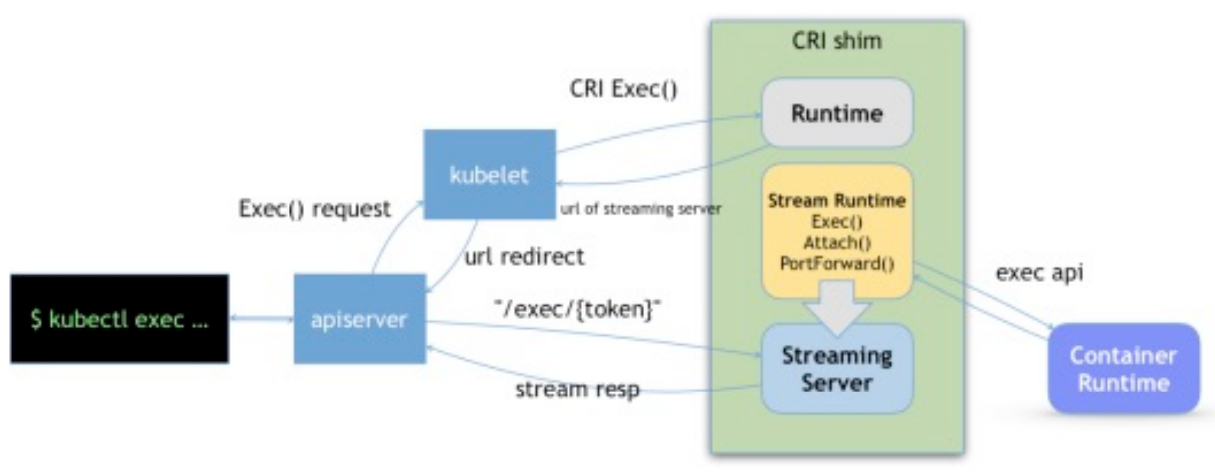 CRI shim
CRI Exec()
Runtime
kubelet
url of streaming server
Exec() request
Stream Runtime
Exec()
Attach()
PortForward()
url redirect
exec api
$ kubectl exec ...
apiserver
"/exec/{token}"
Streaming
Server
Container
Runtime
stream resp